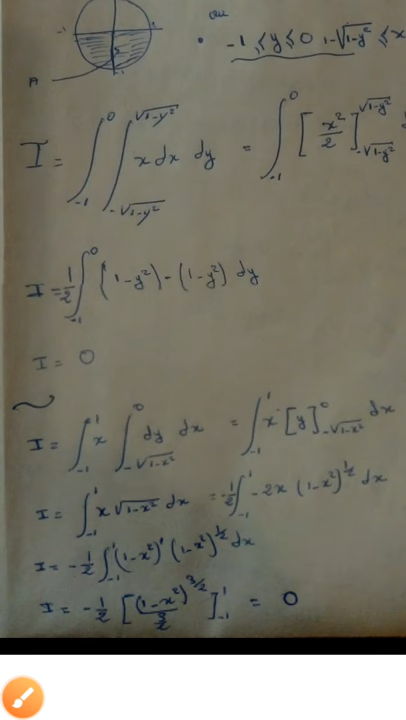 ou
-1 -1
• -1 ≤ y ≤ 0 , -√(1-y²) ≤ x
A
I = ∫_{-1}^{0} ∫_{-√(1-y²)}^{√(1-y²)} x dx dy = ∫_{-1}^{0} [x²/2]_{-√(1-y²)}^{√(1-y²)}
I = 1/2 ∫_{-1}^{0} (1-y²) - (1-y²) dy
I = 0
I = ∫_{-1}^{1} x ∫_{-√(1-x²)}^{0} dy dx = ∫_{-1}^{1} x [y]_{-√(1-x²)}^{0} dx
I = ∫_{-1}^{1} x √(1-x²) dx = -1/2 ∫_{-1}^{1} -2x (1-x²)^{1/2} dx
I = -1/2 ∫_{-1}^{1} (1-x²)' (1-x²)^{1/2} dx
I = -1/2 [(1-x²)^{3/2} / (3/2)]_{-1}^{1} = 0